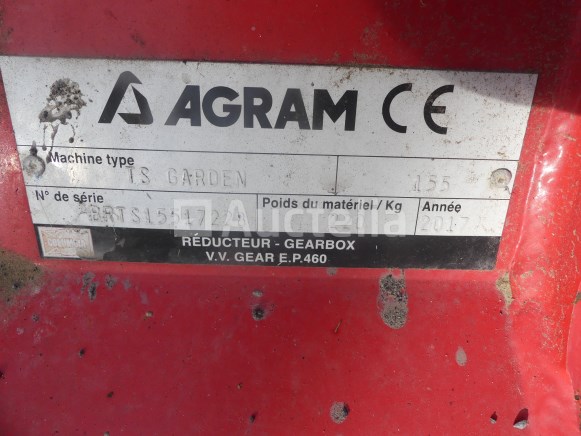 AGRAM CE
Machine type
TS GARDEN 155
N° de série Poids du matériel / Kg Année
2017
Auctelia
RÉDUCTEUR - GEARBOX
V.V. GEAR E.P.460